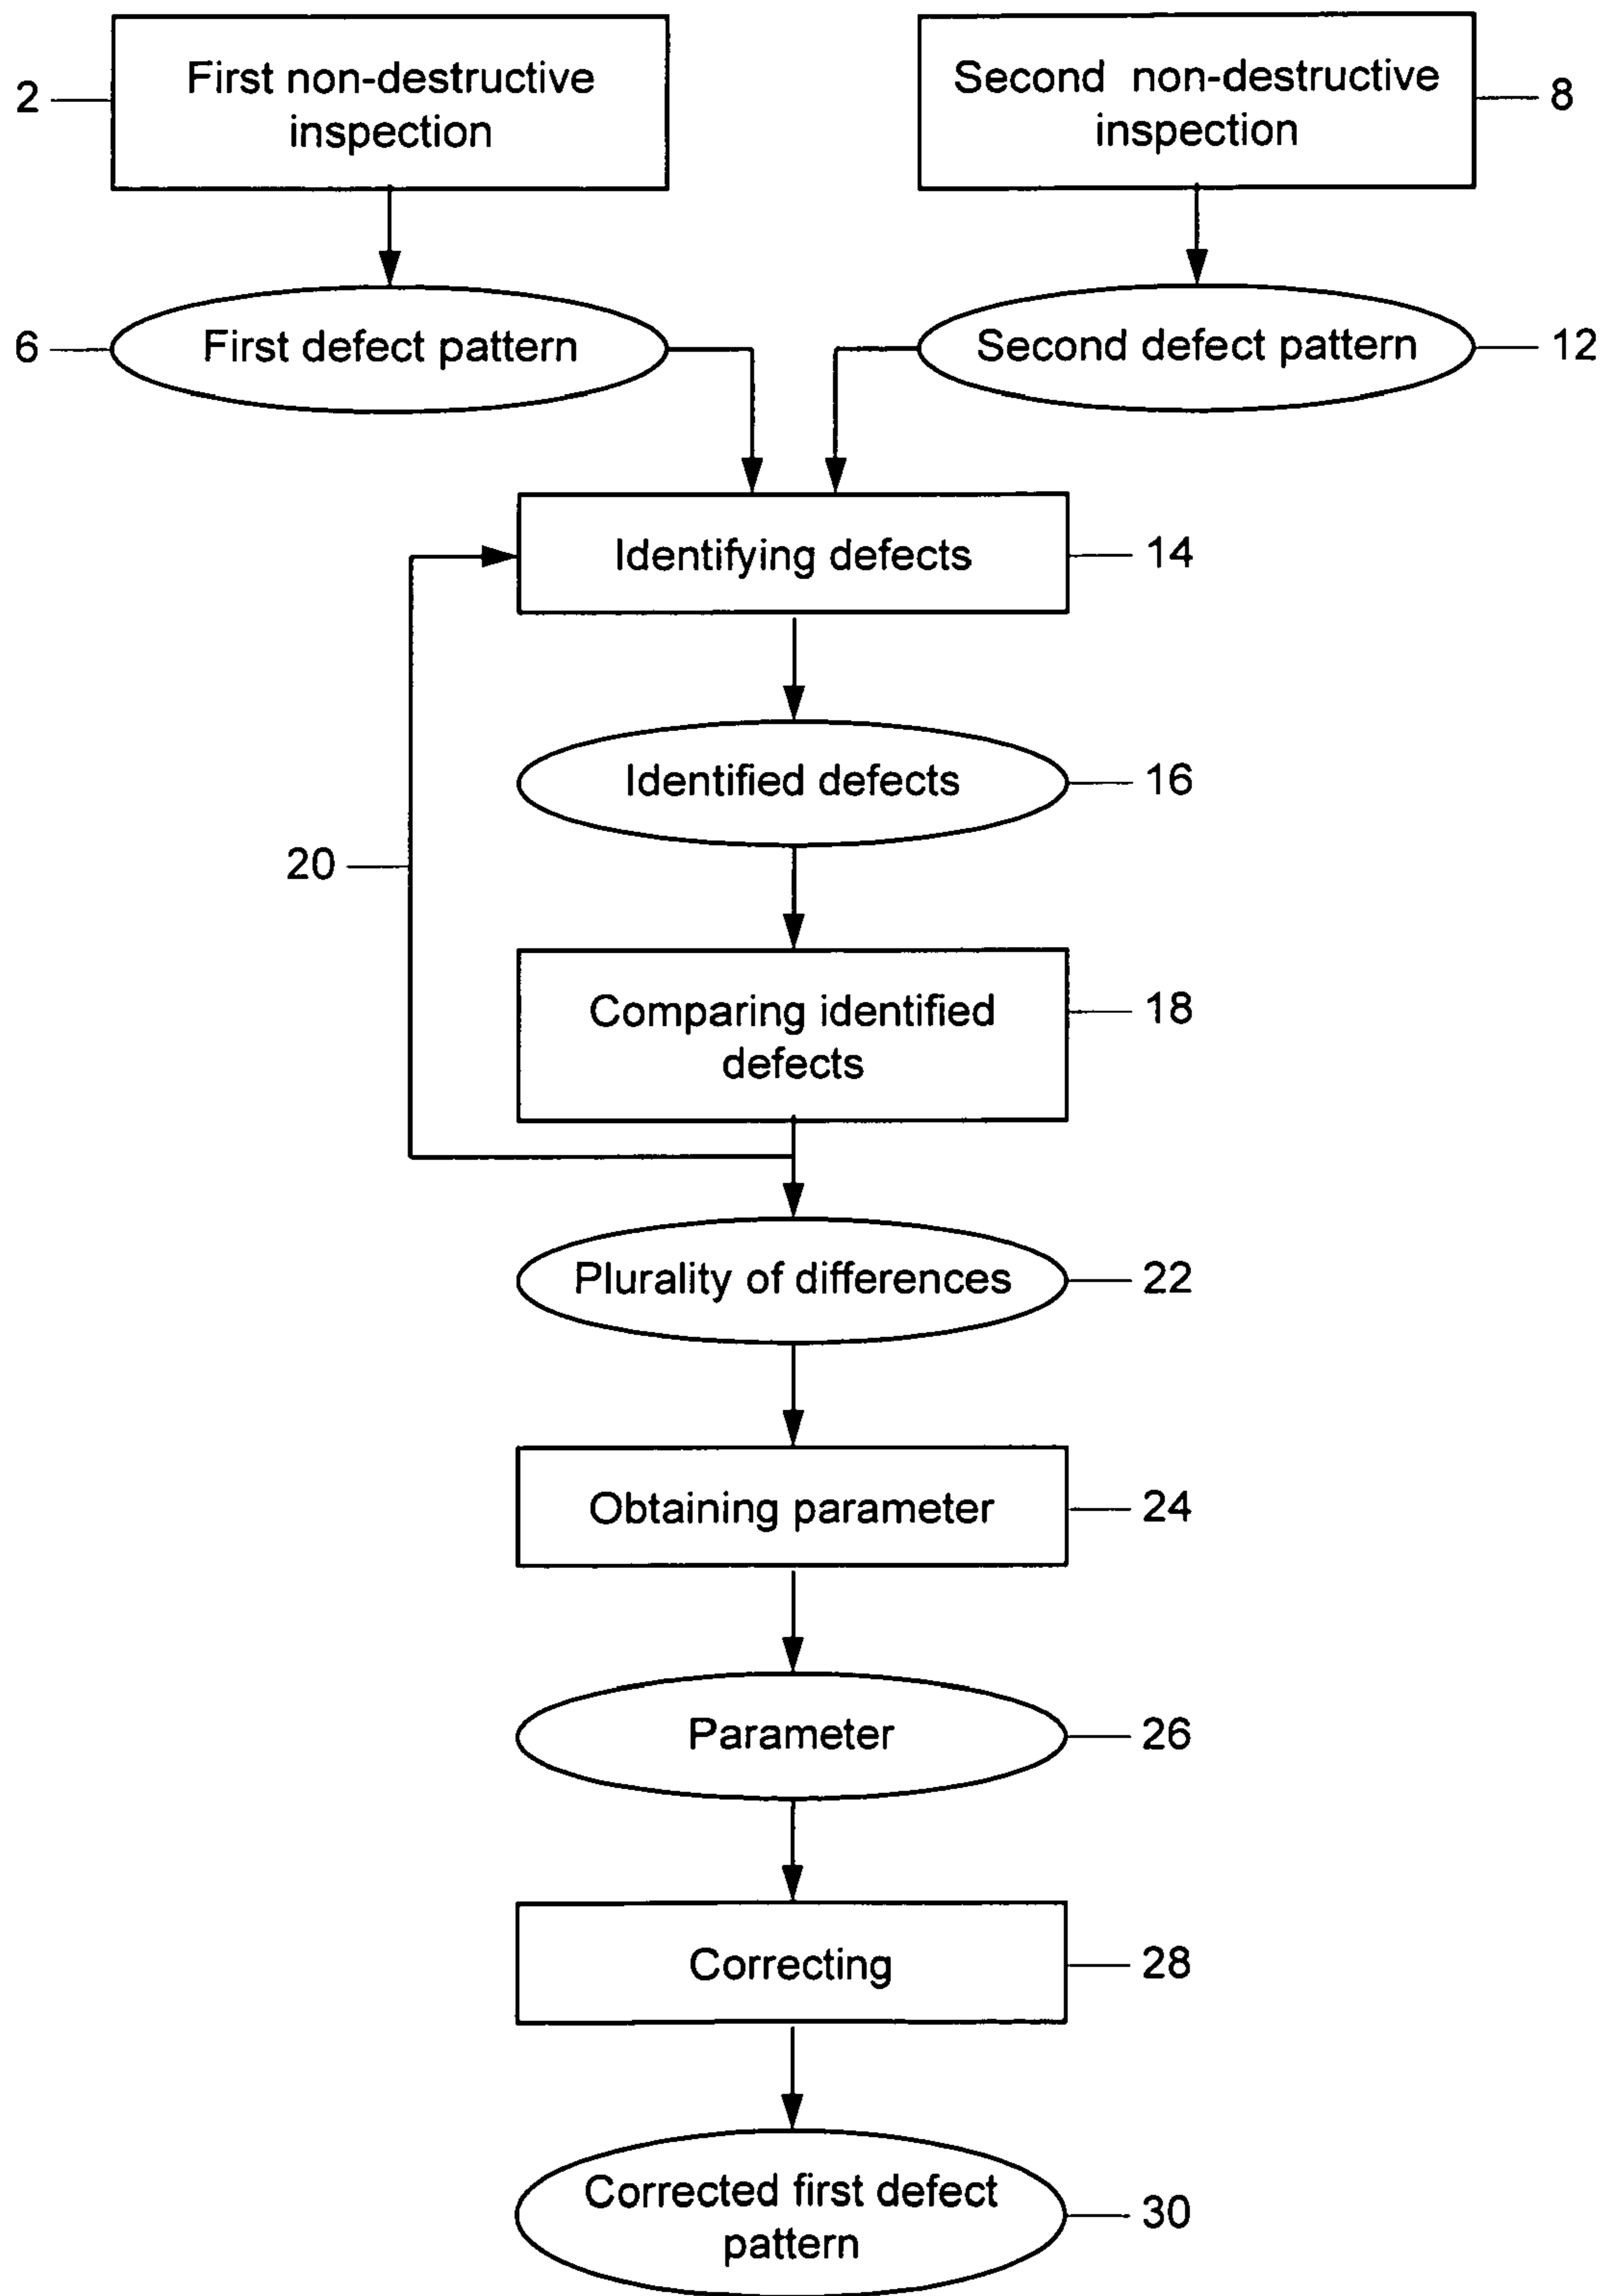 First non-destructive
inspection
2
Second non-destructive
inspection
8
First defect pattern
6
Second defect pattern
12
Identifying defects
14
Identified defects
16
20
Comparing identified
defects
18
Plurality of differences
22
Obtaining parameter
24
Parameter
26
Correcting
28
Corrected first defect
pattern
30